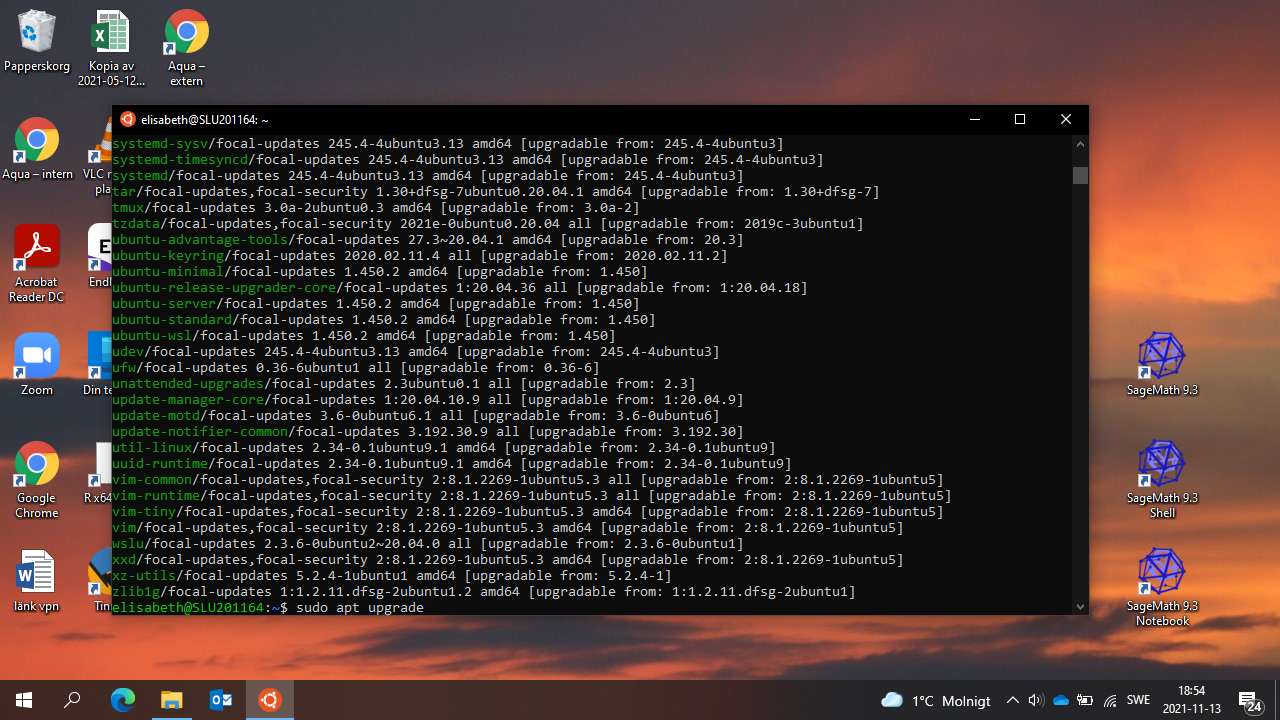 Papperskorg
Kopia av
2021-05-12...
Aqua –
extern
Aqua – intern
VLC
Acrobat
Reader DC
Zoom
Din te
Google
Chrome
R x64
länk vpn
elisabeth@SLU201164: ~
systemd-sysv/focal-updates 245.4-4ubuntu3.13 amd64 [upgradable from: 245.4-4ubuntu3]
systemd-timesyncd/focal-updates 245.4-4ubuntu3.13 amd64 [upgradable from: 245.4-4ubuntu3]
systemd/focal-updates 245.4-4ubuntu3.13 amd64 [upgradable from: 245.4-4ubuntu3]
tar/focal-updates,focal-security 1.30+dfsg-7ubuntu0.20.04.1 amd64 [upgradable from: 1.30+dfsg-7]
tmux/focal-updates 3.0a-2ubuntu0.3 amd64 [upgradable from: 3.0a-2]
tzdata/focal-updates,focal-security 2021e-0ubuntu0.20.04 all [upgradable from: 2019c-3ubuntu1]
ubuntu-advantage-tools/focal-updates 27.3~20.04.1 amd64 [upgradable from: 20.3]
ubuntu-keyring/focal-updates 2020.02.11.4 all [upgradable from: 2020.02.11.2]
ubuntu-minimal/focal-updates 1.450.2 amd64 [upgradable from: 1.450]
ubuntu-release-upgrader-core/focal-updates 1:20.04.36 all [upgradable from: 1:20.04.18]
ubuntu-server/focal-updates 1.450.2 amd64 [upgradable from: 1.450]
ubuntu-standard/focal-updates 1.450.2 amd64 [upgradable from: 1.450]
ubuntu-wsl/focal-updates 1.450.2 amd64 [upgradable from: 1.450]
udev/focal-updates 245.4-4ubuntu3.13 amd64 [upgradable from: 245.4-4ubuntu3]
ufw/focal-updates 0.36-6ubuntu1 all [upgradable from: 0.36-6]
unattended-upgrades/focal-updates 2.3ubuntu0.1 all [upgradable from: 2.3]
update-manager-core/focal-updates 1:20.04.10.9 all [upgradable from: 1:20.04.9]
update-motd/focal-updates 3.6-0ubuntu6.1 all [upgradable from: 3.6-0ubuntu6]
update-notifier-common/focal-updates 3.192.30.9 all [upgradable from: 3.192.30]
util-linux/focal-updates 2.34-0.1ubuntu9.1 amd64 [upgradable from: 2.34-0.1ubuntu9]
uuid-runtime/focal-updates 2.34-0.1ubuntu9.1 amd64 [upgradable from: 2.34-0.1ubuntu9]
vim-common/focal-updates,focal-security 2:8.1.2269-1ubuntu5.3 all [upgradable from: 2:8.1.2269-1ubuntu5]
vim-runtime/focal-updates,focal-security 2:8.1.2269-1ubuntu5.3 all [upgradable from: 2:8.1.2269-1ubuntu5]
vim-tiny/focal-updates,focal-security 2:8.1.2269-1ubuntu5.3 amd64 [upgradable from: 2:8.1.2269-1ubuntu5]
vim/focal-updates,focal-security 2:8.1.2269-1ubuntu5.3 amd64 [upgradable from: 2:8.1.2269-1ubuntu5]
wslu/focal-updates 2.3.6-0ubuntu2~20.04.0 all [upgradable from: 2.3.6-0ubuntu1]
xxd/focal-updates,focal-security 2:8.1.2269-1ubuntu5.3 amd64 [upgradable from: 2:8.1.2269-1ubuntu5]
xz-utils/focal-updates 5.2.4-1ubuntu1 amd64 [upgradable from: 5.2.4-1]
zlib1g/focal-updates 1:1.2.11.dfsg-2ubuntu1.2 amd64 [upgradable from: 1:1.2.11.dfsg-2ubuntu1]
elisabeth@SLU201164:~$ sudo apt upgrade
SageMath 9.3
SageMath 9.3
Shell
SageMath 9.3
Notebook
1°C Molnigt
SWE
18:54
2021-11-13
24